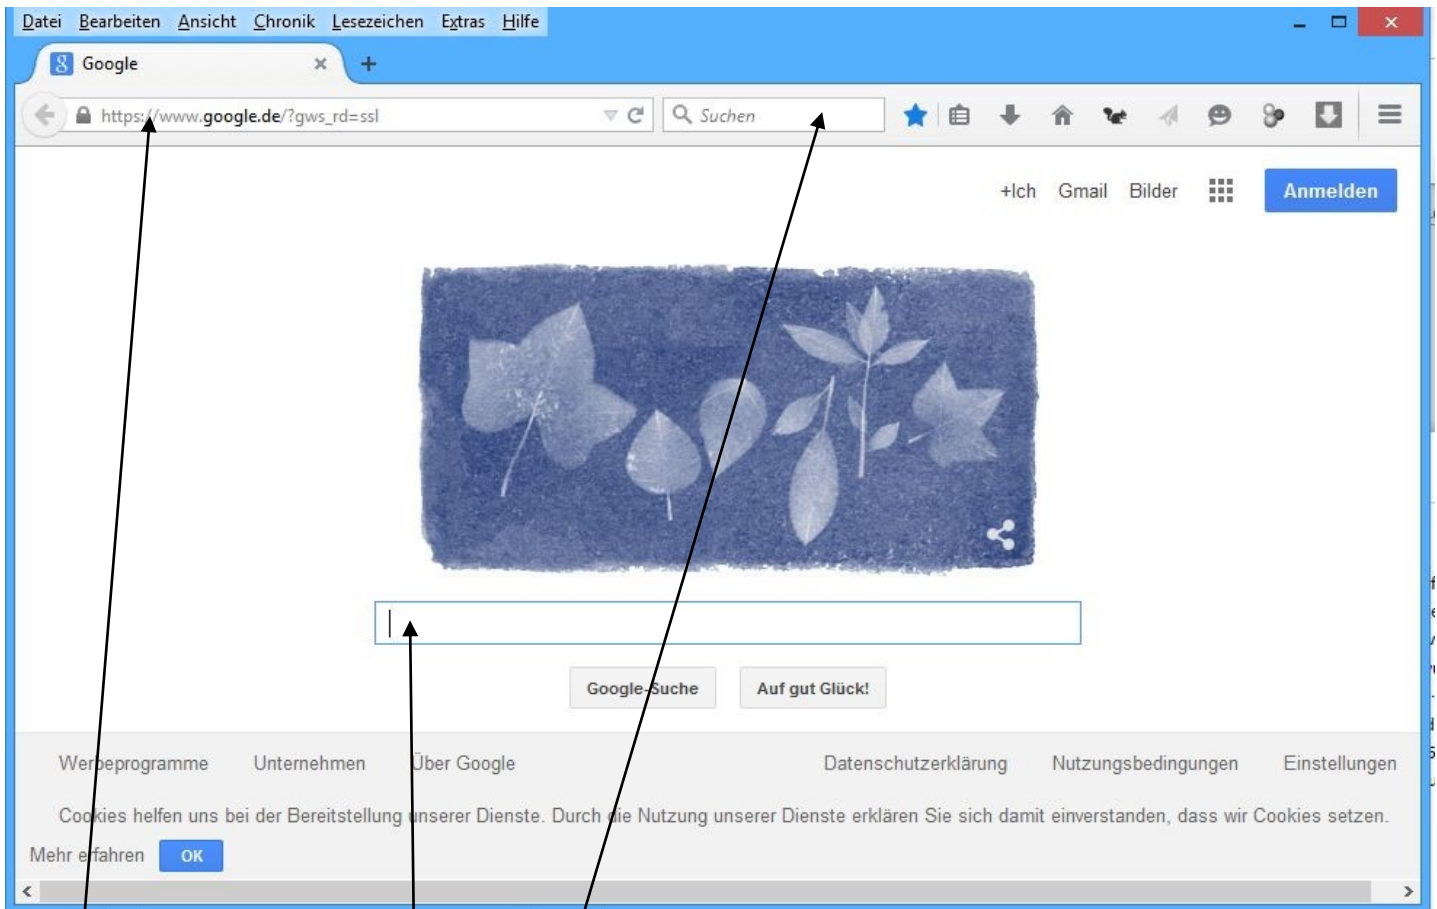 Datei Bearbeiten Ansicht Chronik Lesezeichen Extras Hilfe
Google
https://www.google.de/?gws_rd=ssl Suchen
+Ich Gmail Bilder Anmelden
Google-Suche Auf gut Glück!
Werbeprogramme Unternehmen Über Google Datenschutzerklärung Nutzungsbedingungen Einstellungen
Cookies helfen uns bei der Bereitstellung unserer Dienste. Durch die Nutzung unserer Dienste erklären Sie sich damit einverstanden, dass wir Cookies setzen.
Mehr erfahren OK